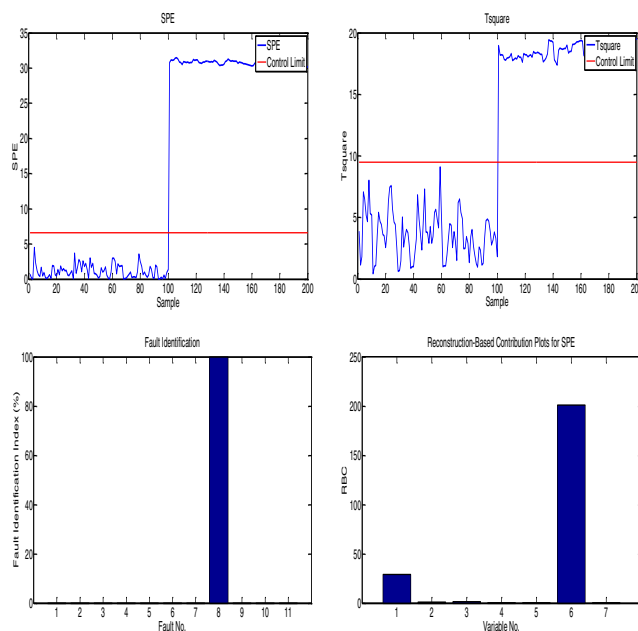 SPE
SPE
Control Limit
SPE
40
35
30
25
20
15
10
5
0
0 20 40 60 80 100 120 140 160 180 200
Sample
Tsquare
Tsquare
Control Limit
Tsquare
20
15
10
5
0
0 20 40 60 80 100 120 140 160 180 200
Sample
Fault Identification
Fault Identification Index (%)
100
80
60
40
20
0
1 2 3 4 5 6 7 8 9 10 11
Fault No.
Reconstruction-Based Contribution Plots for SPE
RBC
250
200
150
100
50
0
1 2 3 4 5 6 7
Variable No.